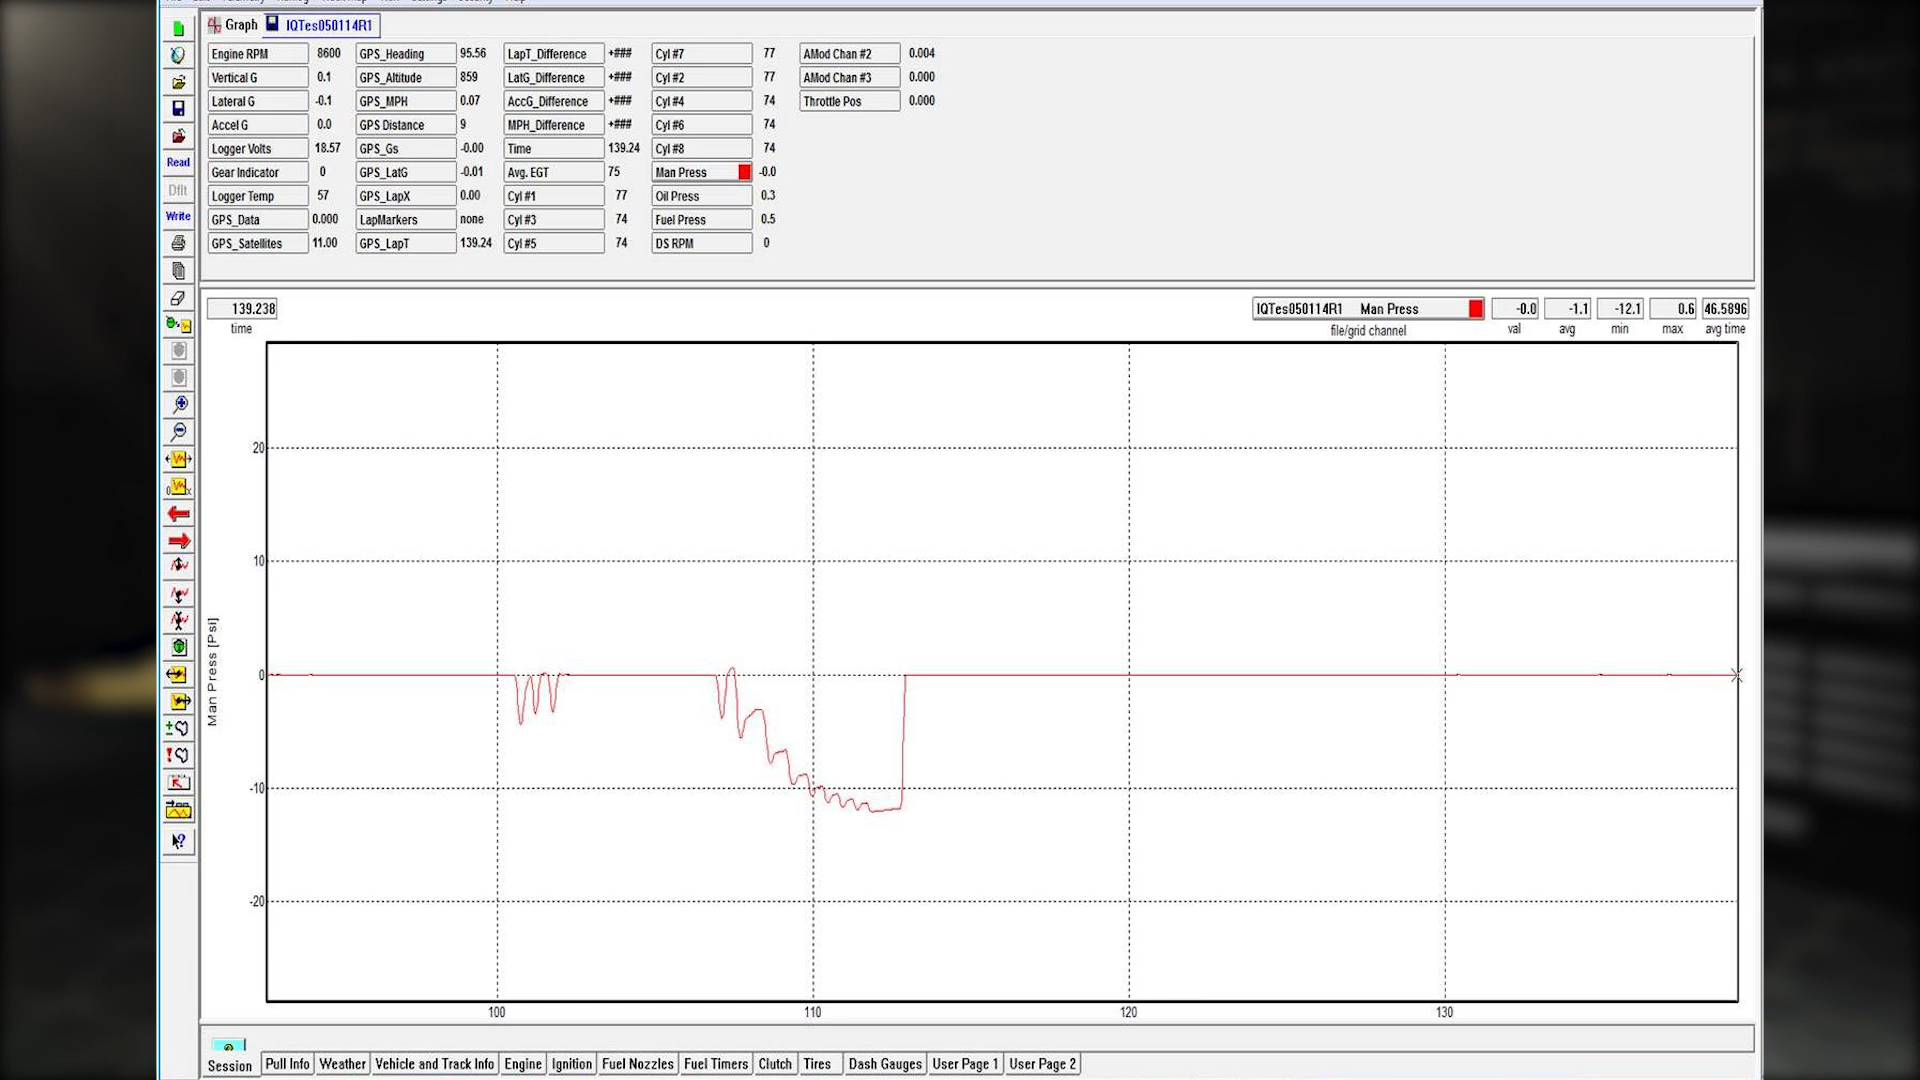 Graph IQTes050114R1
Engine RPM 8600 GPS_Heading 95.56 LapT_Difference +### Cyl #7 77 AMod Chan #2 0.004
Vertical G 0.1 GPS_Altitude 859 LatG_Difference +### Cyl #2 77 AMod Chan #3 0.000
Lateral G -0.1 GPS_MPH 0.07 AccG_Difference +### Cyl #4 74 Throttle Pos 0.000
Accel G 0.0 GPS Distance 9 MPH_Difference +### Cyl #6 74
Logger Volts 18.57 GPS_Gs -0.00 Time 139.24 Cyl #8 74
Gear Indicator 0 GPS_LatG -0.01 Avg. EGT 75 Man Press -0.0
Logger Temp 57 GPS_LapX 0.00 Cyl #1 77 Oil Press 0.3
GPS_Data 0.000 LapMarkers none Cyl #3 74 Fuel Press 0.5
GPS_Satellites 11.00 GPS_LapT 139.24 Cyl #5 74 DS RPM 0
Read
Dflt
Write
139.238 IQTes050114R1 Man Press -0.0 -1.1 -12.1 0.6 46.5896
time file/grid channel val avg min max avg time
20
10
0
-10
-20
Man Press [Psi]
100 110 120 130
Session Pull Info Weather Vehicle and Track Info Engine Ignition Fuel Nozzles Fuel Timers Clutch Tires Dash Gauges User Page 1 User Page 2